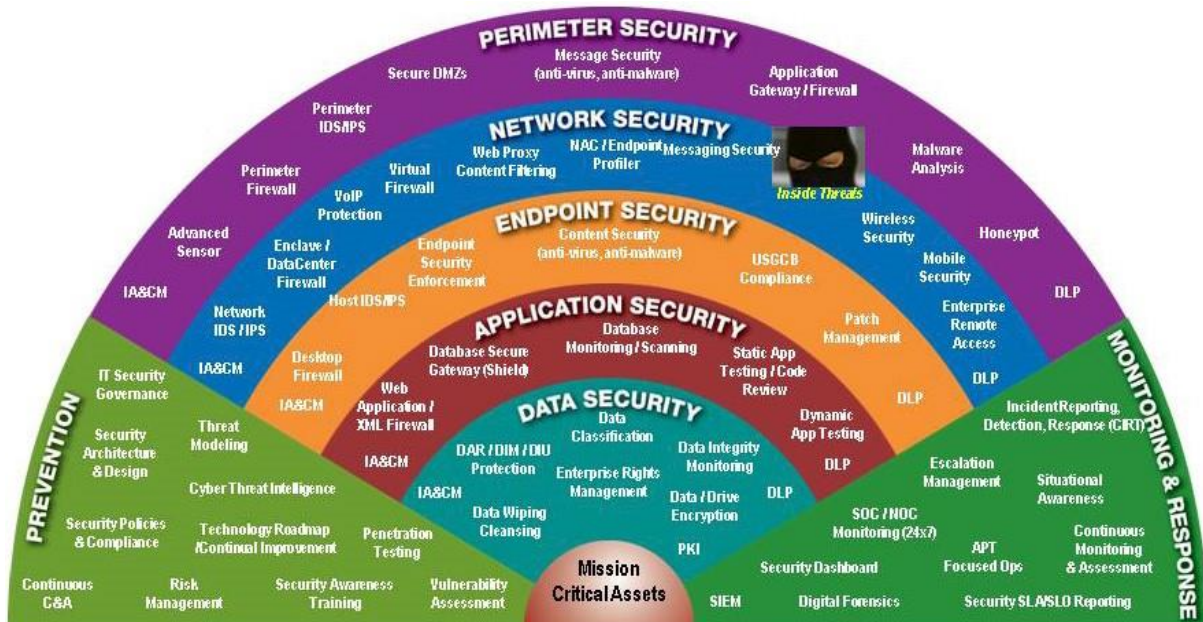 PERIMETER SECURITY
Message Security
(anti-virus, anti-malware)
Secure DMZs
Application
Gateway / Firewall
Perimeter
IDS/IPS
Malware
Analysis
Perimeter
Firewall
Honeypot
Advanced
Sensor
IA&CM
DLP
NETWORK SECURITY
NAC / Endpoint
Profiler
Messaging Security
Web Proxy
Content Filtering
Virtual
Firewall
Inside Threats
VoIP
Protection
Wireless
Security
Enclave /
DataCenter
Firewall
Mobile
Security
Network
IDS / IPS
Enterprise
Remote
Access
IA&CM
DLP
ENDPOINT SECURITY
Content Security
(anti-virus, anti-malware)
Endpoint
Security
Enforcement
USGCB
Compliance
Host IDS/IPS
Patch
Management
Desktop
Firewall
IA&CM
DLP
APPLICATION SECURITY
Database
Monitoring / Scanning
Database Secure
Gateway (Shield)
Static App
Testing / Code
Review
Web
Application /
XML Firewall
Dynamic
App Testing
IA&CM
DLP
DATA SECURITY
Data
Classification
DAR / DIM / DIU
Protection
Data Integrity
Monitoring
Enterprise Rights
Management
IA&CM
DLP
Data / Drive
Encryption
Data Wiping
Cleansing
PKI
Mission
Critical Assets
PREVENTION
IT Security
Governance
Threat
Modeling
Security
Architecture
& Design
Cyber Threat Intelligence
Security Policies
& Compliance
Technology Roadmap
/Continual Improvement
Penetration
Testing
Continuous
C&A
Risk
Management
Security Awareness
Training
Vulnerability
Assessment
MONITORING & RESPONSE
Incident Reporting,
Detection, Response (CIRT)
Escalation
Management
Situational
Awareness
SOC / NOC
Monitoring (24x7)
Continuous
Monitoring
& Assessment
APT
Focused Ops
Security Dashboard
SIEM
Digital Forensics
Security SLA/SLO Reporting